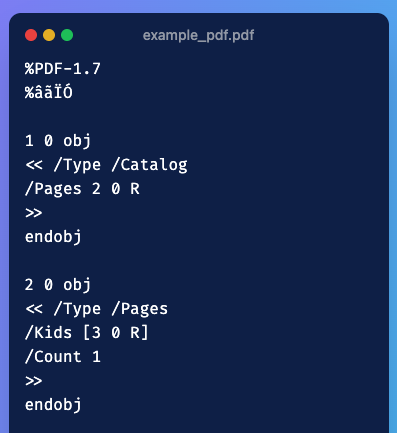 example_pdf.pdf
%PDF-1.7
%âãÏÓ
1 0 obj
<< /Type /Catalog
/Pages 2 0 R
>>
endobj
2 0 obj
<< /Type /Pages
/Kids [3 0 R]
/Count 1
>>
endobj